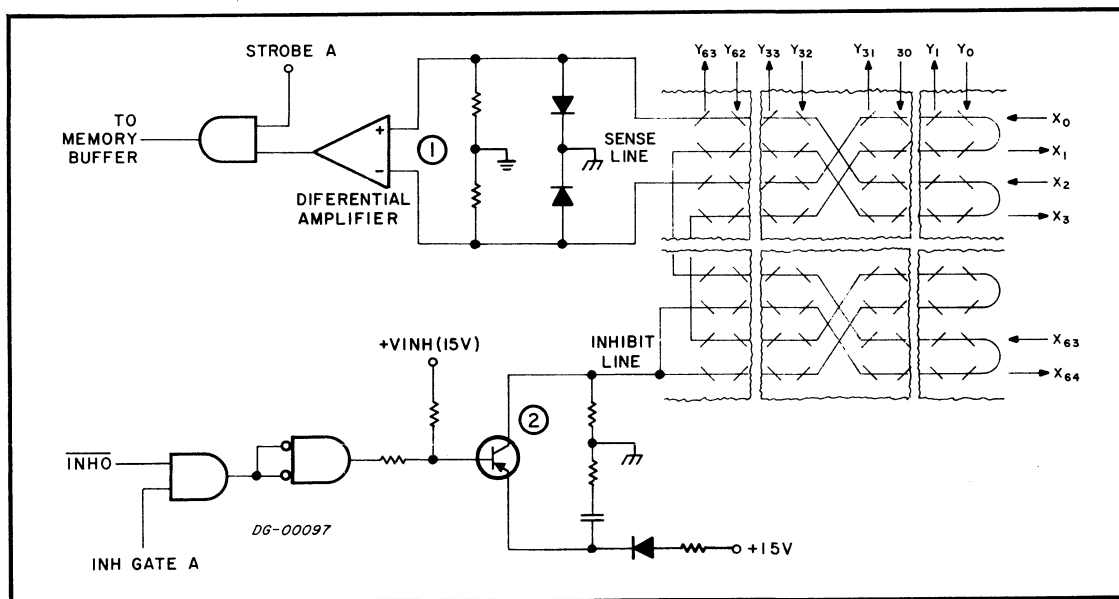 STROBE A
TO
MEMORY
BUFFER
+
-
1
DIFERENTIAL
AMPLIFIER
SENSE
LINE
Y63 Y62 Y33 Y32 Y31 30 Y1 Y0
X0
X1
X2
X3
X63
X64
+VINH(15V)
INHIBIT
LINE
2
INHO
INH GATE A
DG-00097
+15V